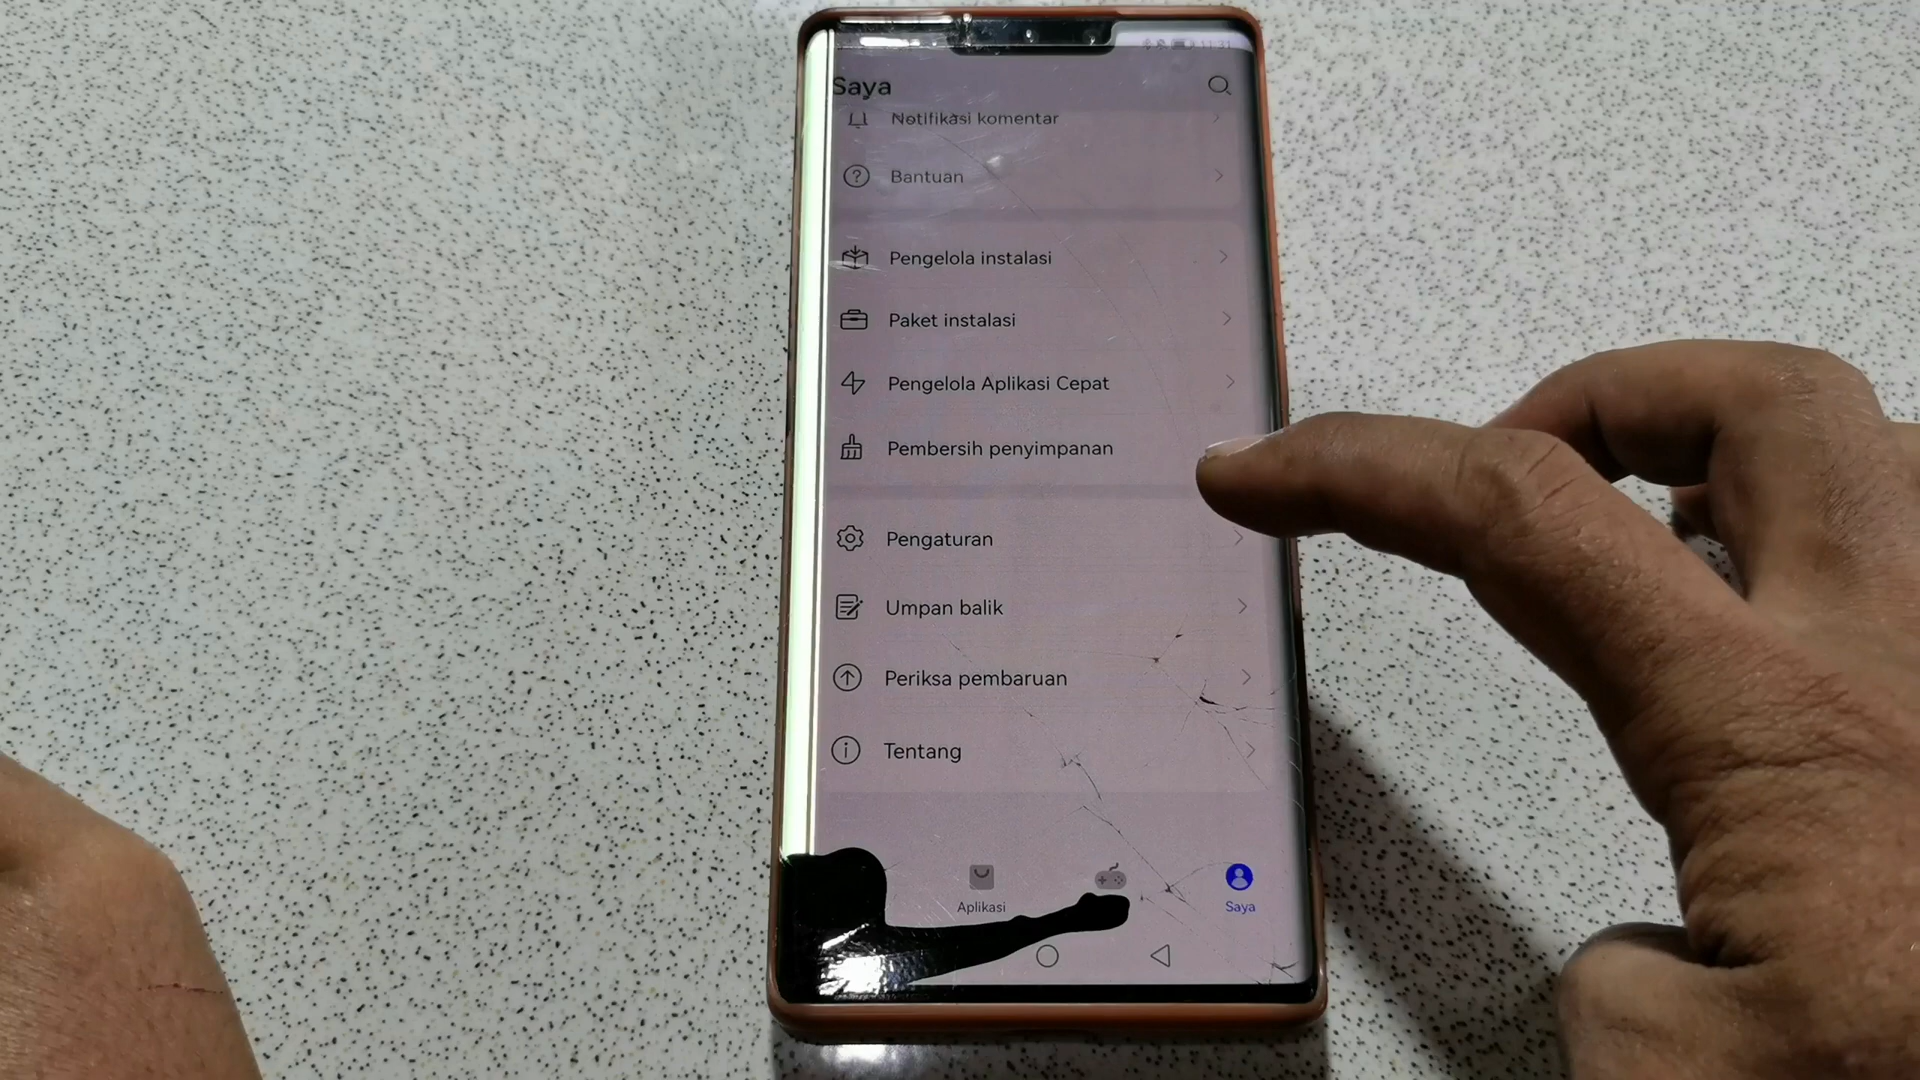 Saya
Notifikasi komentar
Bantuan
Pengelola instalasi
Paket instalasi
Pengelola Aplikasi Cepat
Pembersih penyimpanan
Pengaturan
Umpan balik
Periksa pembaruan
Tentang
Aplikasi
Saya